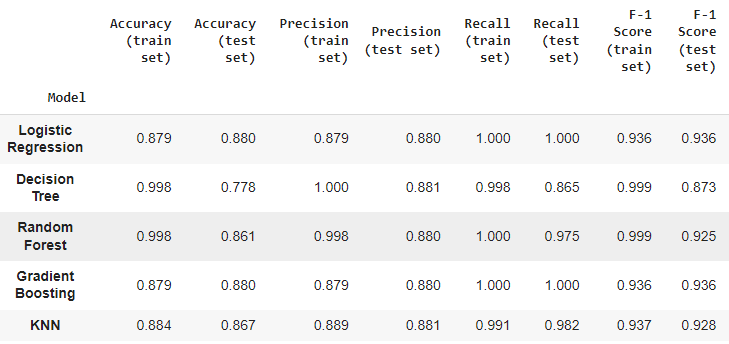 Model Accuracy (train set) Accuracy (test set) Precision (train set) Precision (test set) Recall (train set) Recall (test set) F-1 Score (train set) F-1 Score (test set)
Logistic Regression 0.879 0.880 0.879 0.880 1.000 1.000 0.936 0.936
Decision Tree 0.998 0.778 1.000 0.881 0.998 0.865 0.999 0.873
Random Forest 0.998 0.861 0.998 0.880 1.000 0.975 0.999 0.925
Gradient Boosting 0.879 0.880 0.879 0.880 1.000 1.000 0.936 0.936
KNN 0.884 0.867 0.889 0.881 0.991 0.982 0.937 0.928